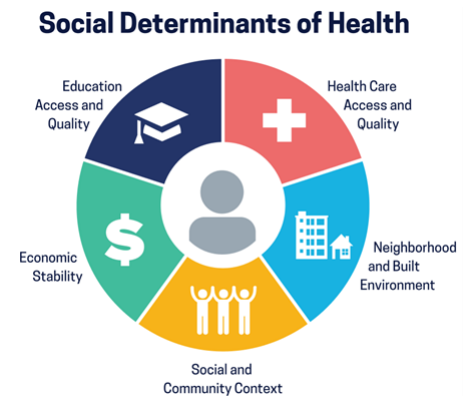 Social Determinants of Health
Education
Access and
Quality
Health Care
Access and
Quality
Economic
Stability
$
Neighborhood
and Built
Environment
Social and
Community Context